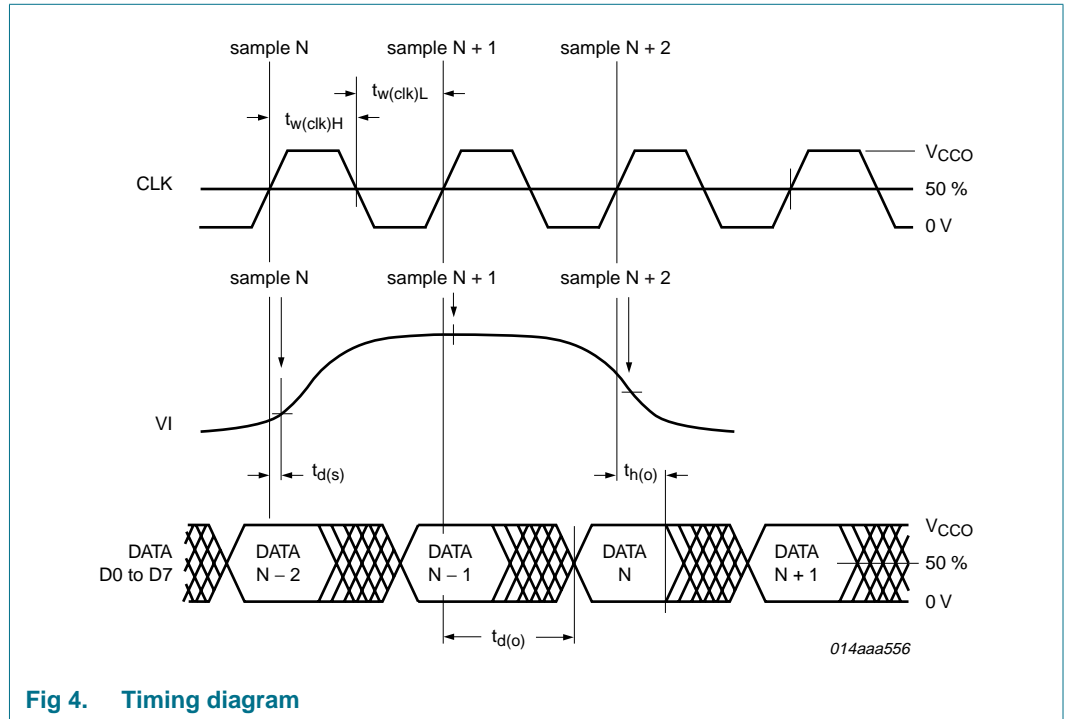 sample N sample N + 1 sample N + 2
tw(clk)L
tw(clk)H
VCCO
CLK 50 %
0 V
sample N sample N + 1 sample N + 2
VI
td(s) th(o)
VCCO
DATA DATA DATA DATA DATA
D0 to D7 N − 2 N − 1 N N + 1 50 %
0 V
td(o)
014aaa556
Fig 4. Timing diagram